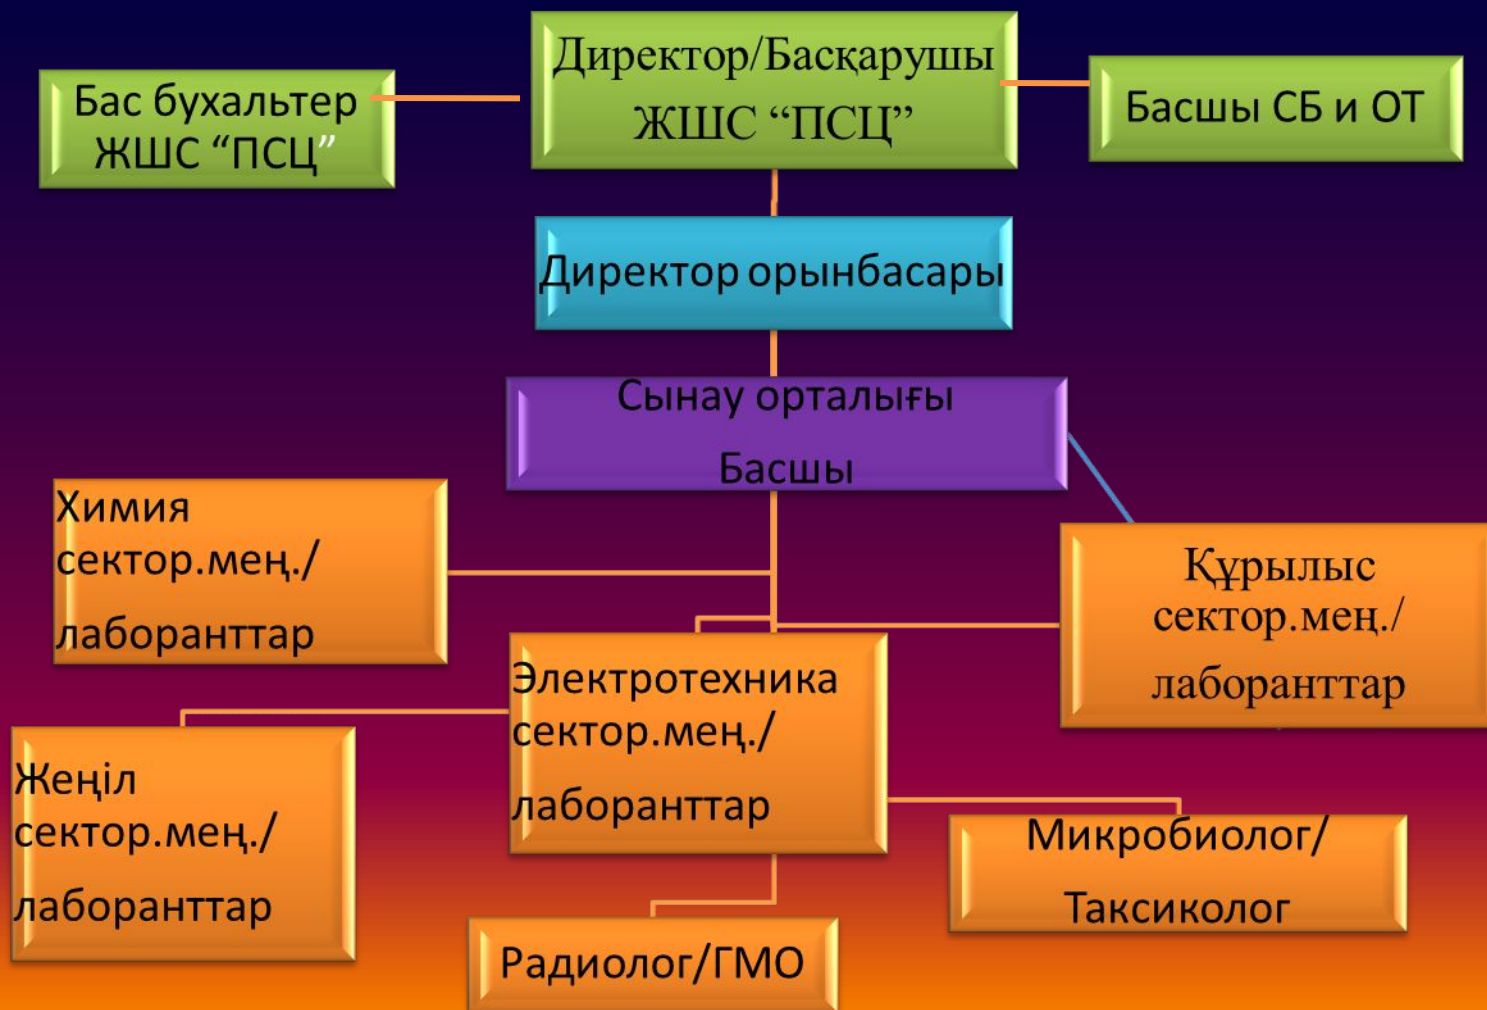 Директор/Басқарушы
ЖШС “ПСЦ”
Бас бухальтер
ЖШС “ПСЦ”
Басшы СБ и ОТ
Директор орынбасары
Сынау орталығы
Басшы
Химия
сектор.мең./
лаборанттар
Құрылыс
сектор.мең./
лаборанттар
Электротехника
сектор.мең./
лаборанттар
Жеңіл
сектор.мең./
лаборанттар
Микробиолог/
Таксиколог
Радиолог/ГМО